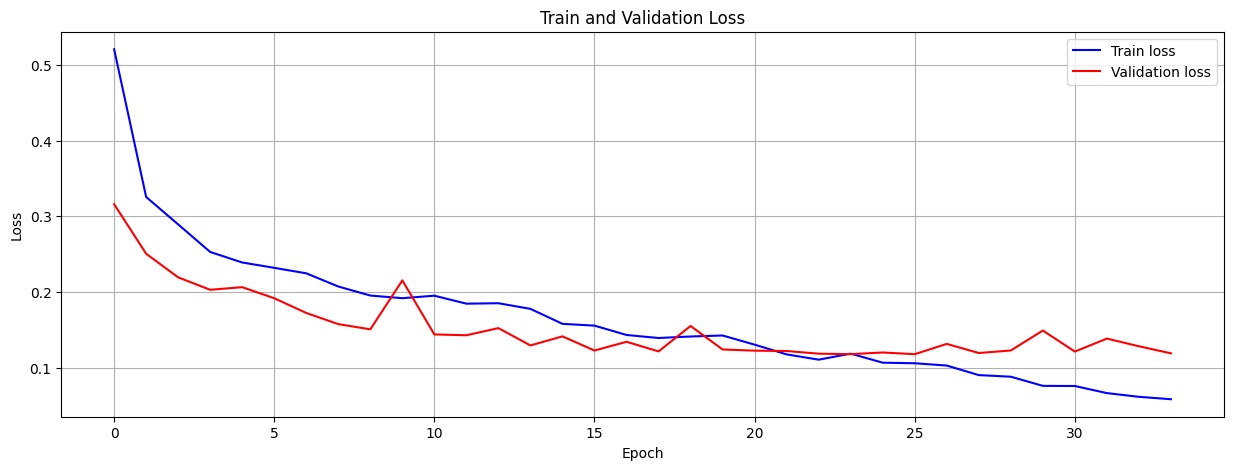 Train and Validation Loss
Train loss
Validation loss
0.5
0.4
0.3
0.2
0.1
Loss
0 5 10 15 20 25 30
Epoch